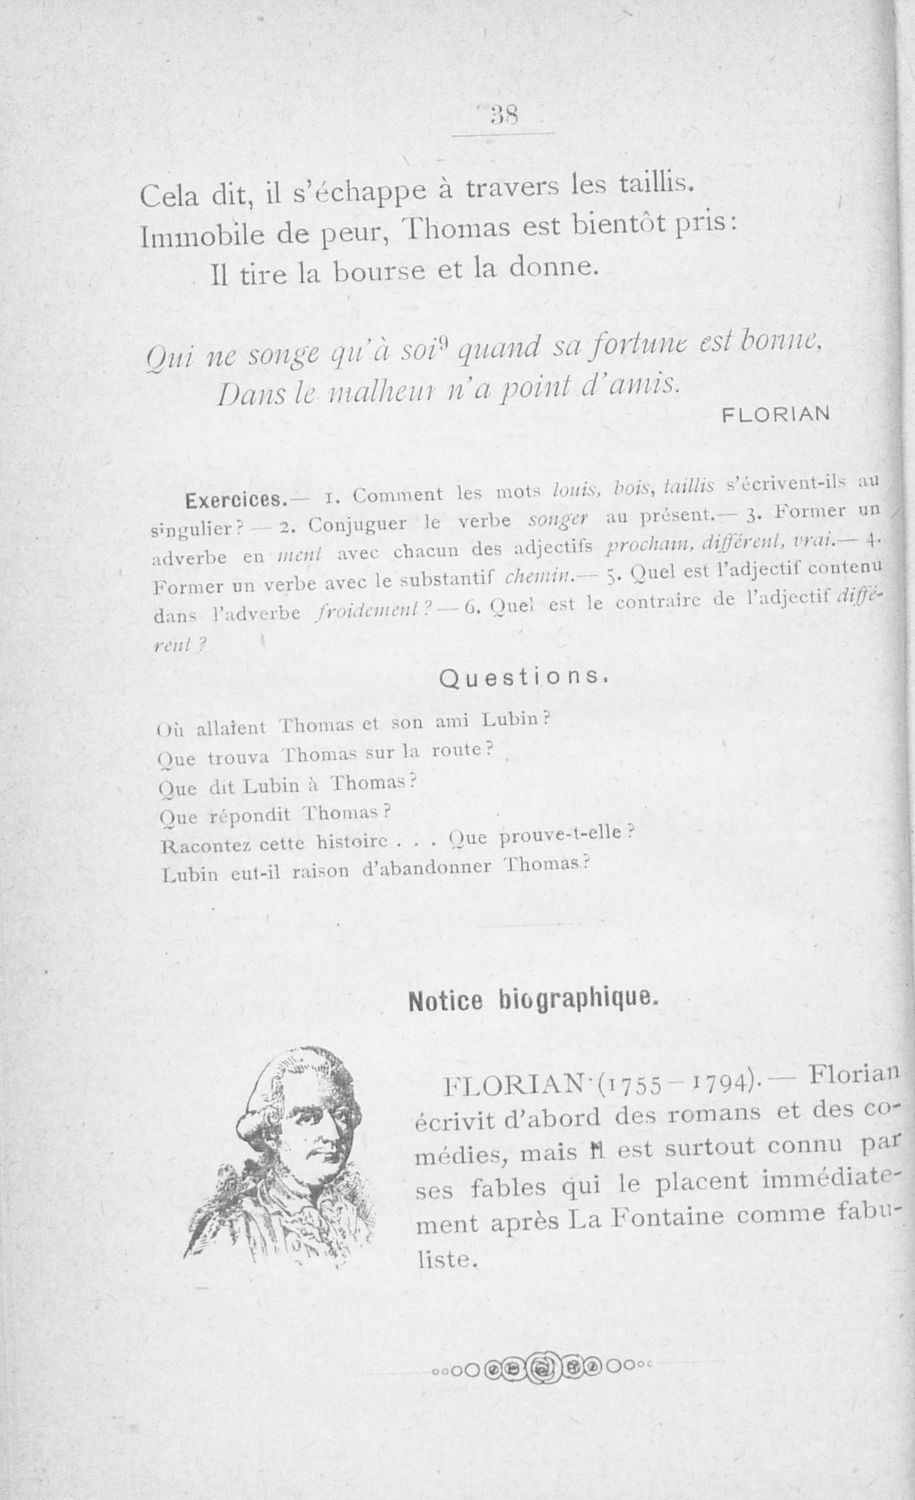 38
Cela dit, il s'échappe à travers les taillis.
Immobile de peur, Thomas est bientôt pris:
Il tire la bourse et la donne.
Qui ne songe qu'à soi⁹ quand sa fortune est bonne,
Dans le malheur n'a point d'amis.
FLORIAN
Exercices.— 1. Comment les mots louis, bois, taillis s'écrivent-ils au
singulier? — 2. Conjuguer le verbe songer au présent.— 3. Former un
adverbe en ment avec chacun des adjectifs prochain, différent, vrai.— 4.
Former un verbe avec le substantif chemin.— 5. Quel est l'adjectif contenu
dans l'adverbe froidement? — 6. Quel est le contraire de l'adjectif diffé-
rent ?
Questions.
Où allaient Thomas et son ami Lubin?
Que trouva Thomas sur la route?
Que dit Lubin à Thomas?
Que répondit Thomas?
Racontez cette histoire . . . Que prouve-t-elle?
Lubin eut-il raison d'abandonner Thomas?
Notice biographique.
FLORIAN (1755–1794).— Florian
écrivit d'abord des romans et des co-
médies, mais il est surtout connu par
ses fables qui le placent immédiate-
ment après La Fontaine comme fabu-
liste.